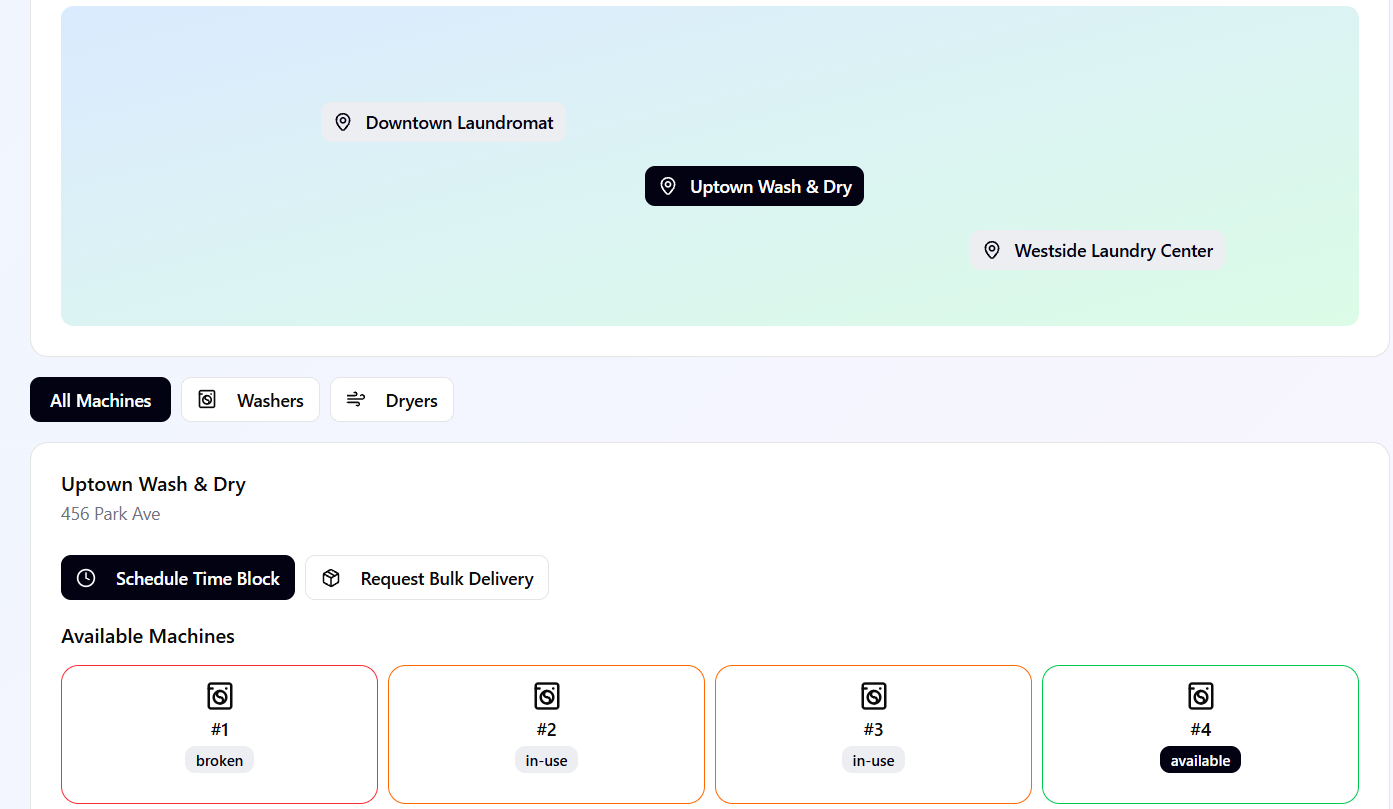 Downtown Laundromat
Uptown Wash & Dry
Westside Laundry Center
All Machines
Washers
Dryers
Uptown Wash & Dry
456 Park Ave
Schedule Time Block
Request Bulk Delivery
Available Machines
#1
broken
#2
in-use
#3
in-use
#4
available